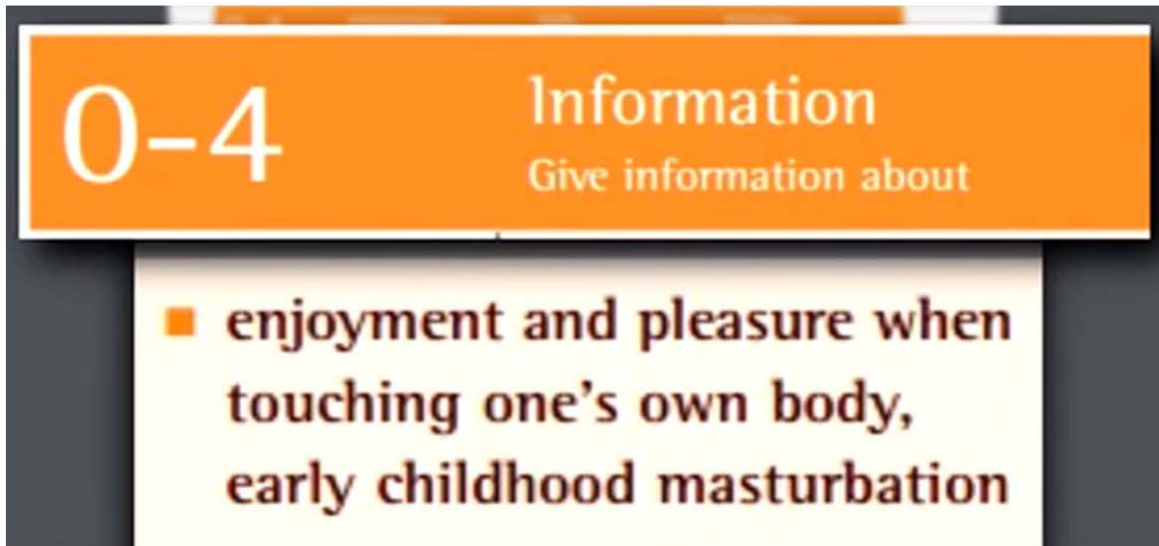 0-4
Information
Give information about
enjoyment and pleasure when
touching one's own body,
early childhood masturbation